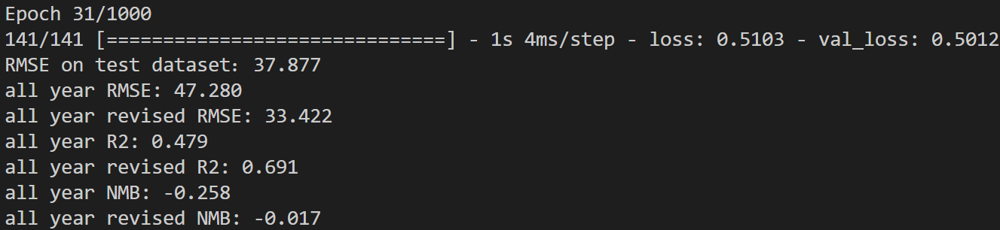 Epoch 31/1000
141/141 [==============================] - 1s 4ms/step - loss: 0.5103 - val_loss: 0.5012
RMSE on test dataset: 37.877
all year RMSE: 47.280
all year revised RMSE: 33.422
all year R2: 0.479
all year revised R2: 0.691
all year NMB: -0.258
all year revised NMB: -0.017